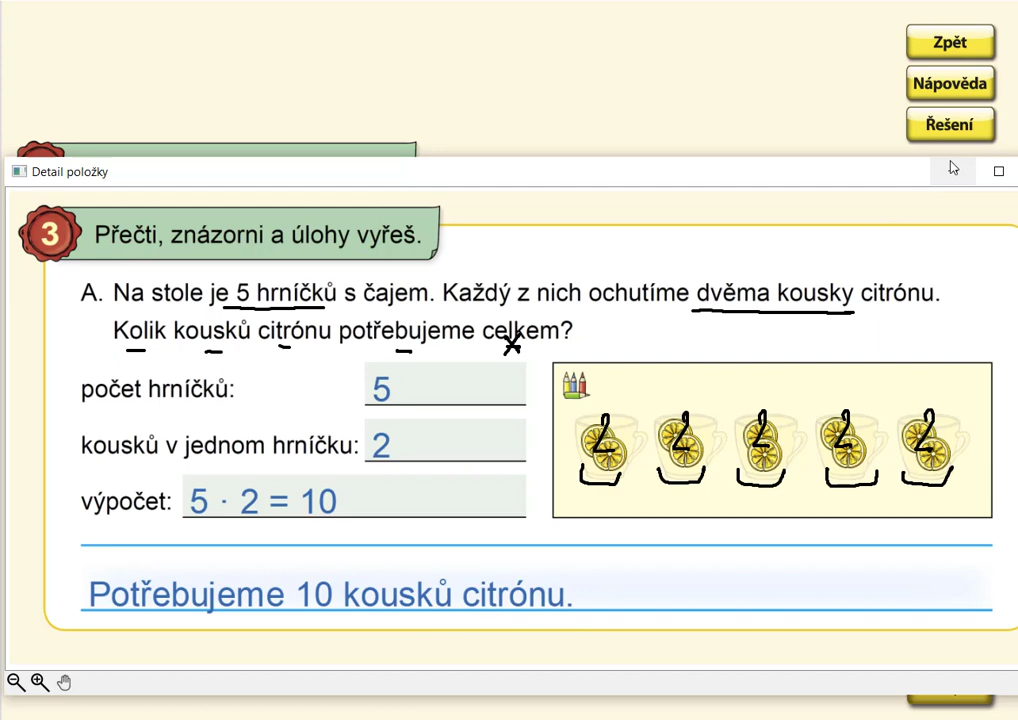 Zpět
Nápověda
Řešení
Detail položky
3 Přečti, znázorni a úlohy vyřeš.
A. Na stole je 5 hrníčků s čajem. Každý z nich ochutíme dvěma kousky citrónu.
Kolik kousků citrónu potřebujeme celkem?
počet hrníčků: 5
kousků v jednom hrníčku: 2
výpočet: 5 · 2 = 10
2 2 2 2 2
Potřebujeme 10 kousků citrónu.